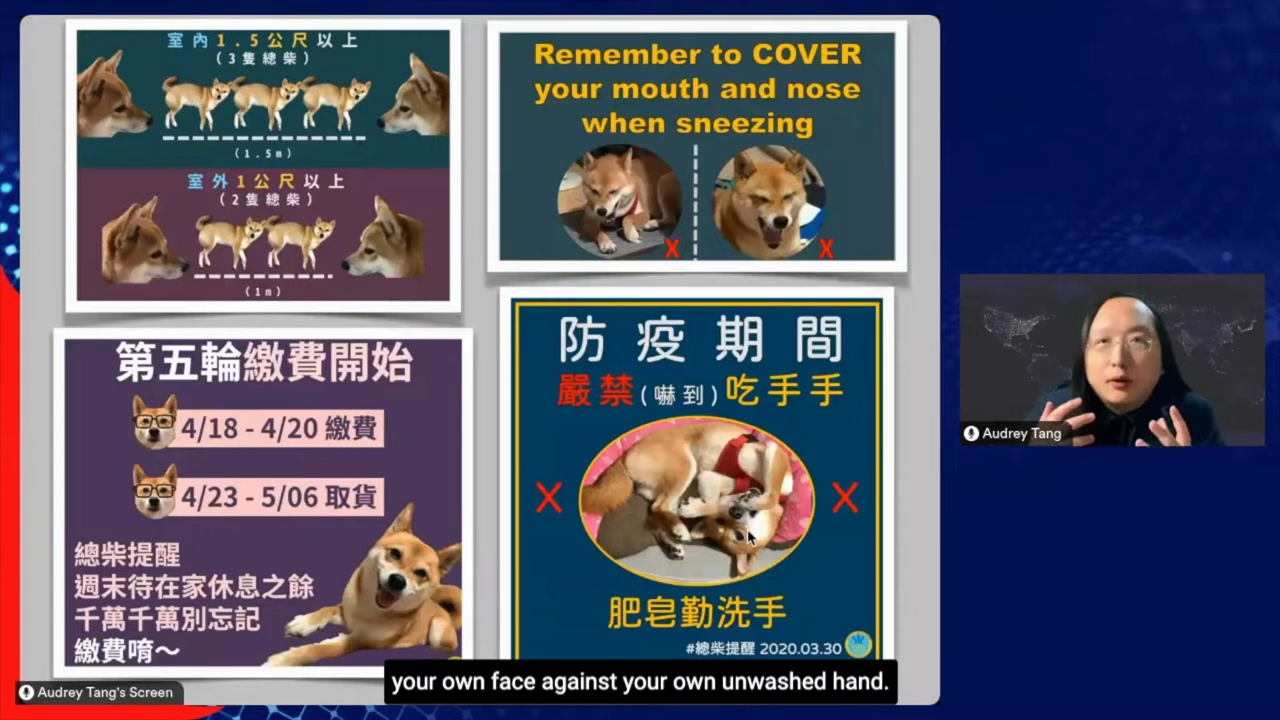 室內1.5公尺以上
(3隻總柴)
(1.5m)
室外1公尺以上
(2隻總柴)
(1m)
Remember to COVER
your mouth and nose
when sneezing
X
X
第五輪繳費開始
4/18 - 4/20 繳費
4/23 - 5/06 取貨
總柴提醒
週末待在家休息之餘
千萬千萬別忘記
繳費唷～
防疫期間
嚴禁(嚇到)吃手手
X
X
肥皂勤洗手
#總柴提醒 2020.03.30
Audrey Tang
Audrey Tang's Screen
your own face against your own unwashed hand.